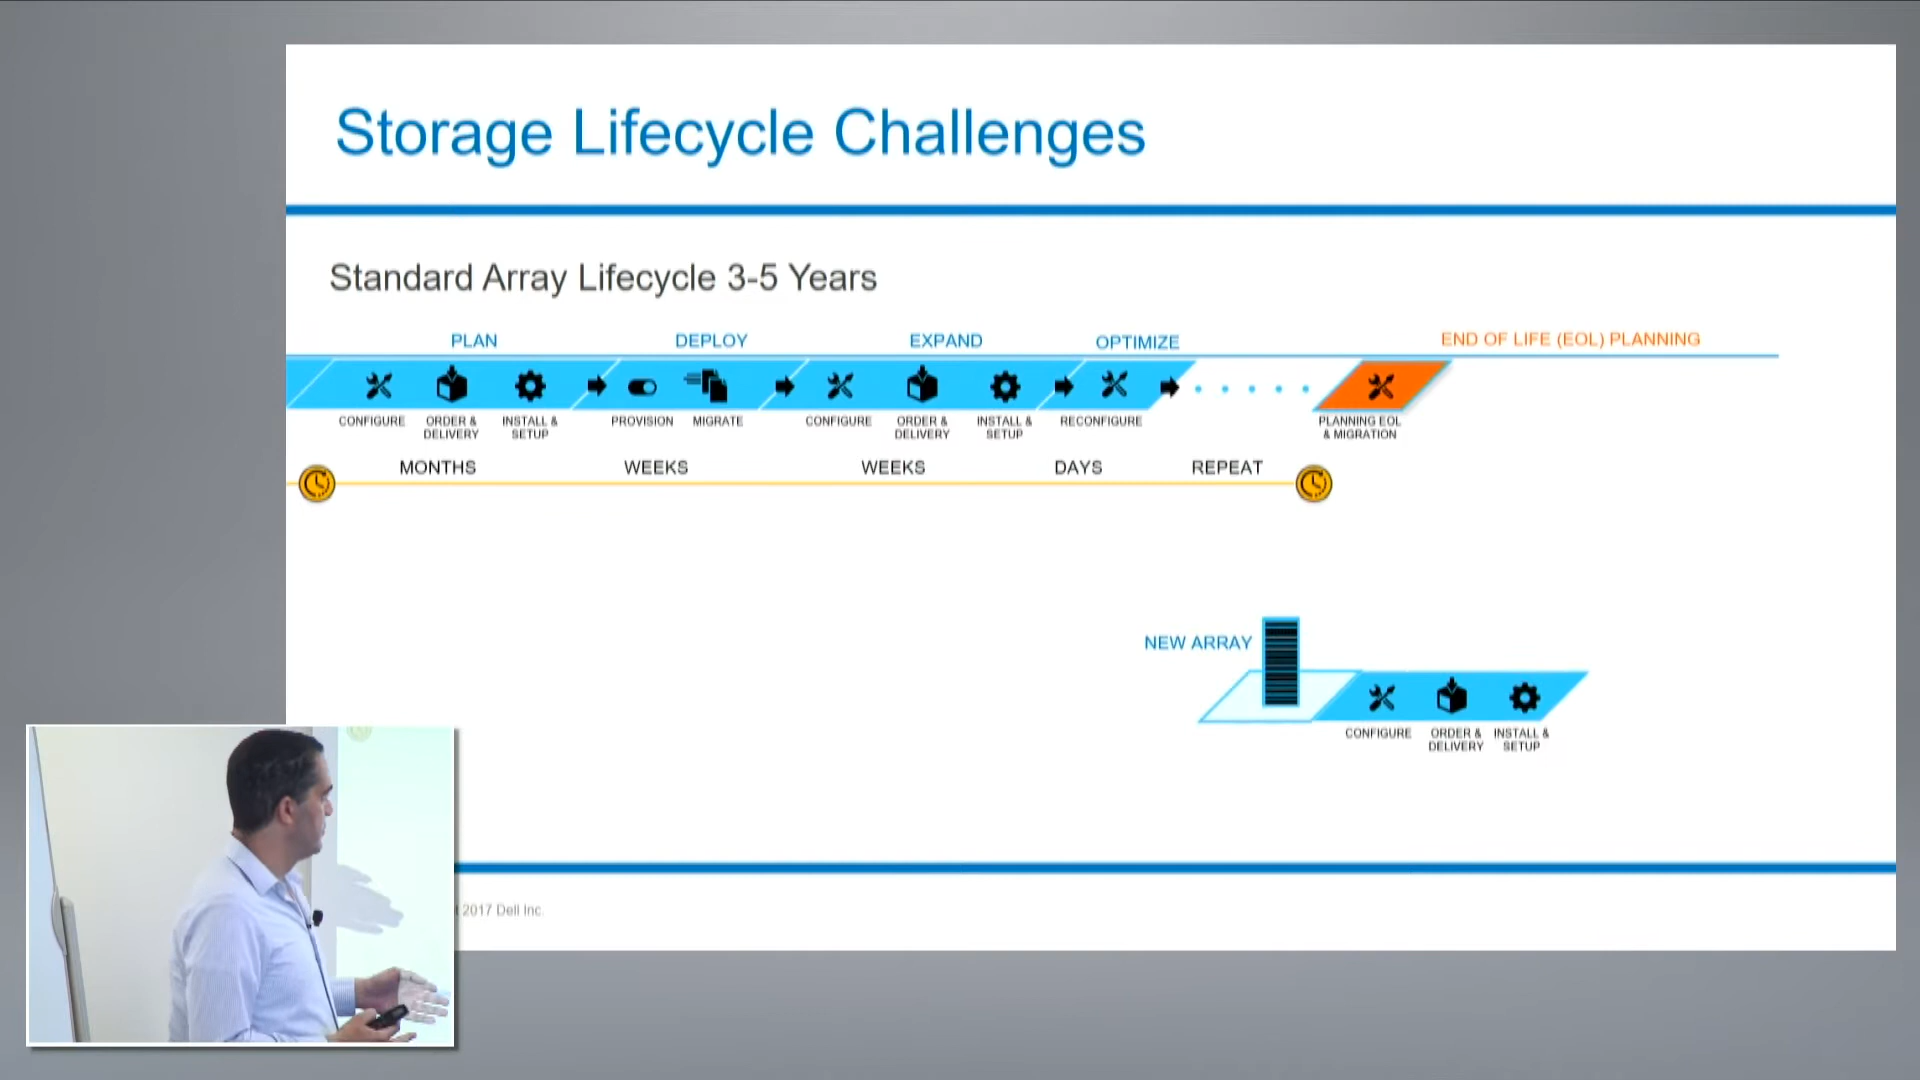 Storage Lifecycle Challenges
Standard Array Lifecycle 3-5 Years
PLAN
DEPLOY
EXPAND
OPTIMIZE
END OF LIFE (EOL) PLANNING
CONFIGURE
ORDER &
DELIVERY
INSTALL &
SETUP
PROVISION
MIGRATE
CONFIGURE
ORDER &
DELIVERY
INSTALL &
SETUP
RECONFIGURE
PLANNING EOL
& MIGRATION
MONTHS
WEEKS
WEEKS
DAYS
REPEAT
NEW ARRAY
CONFIGURE
ORDER &
DELIVERY
INSTALL &
SETUP
2017 Dell Inc.